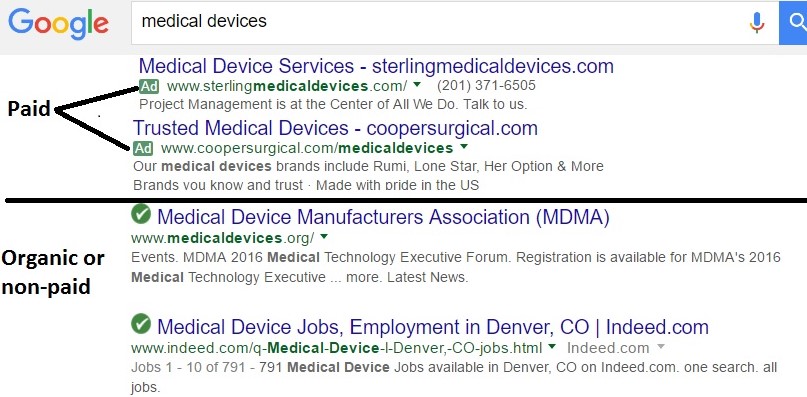 Google medical devices
Medical Device Services - sterlingmedicaldevices.com
Ad www.sterlingmedicaldevices.com/ (201) 371-6505
Paid
Project Management is at the Center of All We Do. Talk to us.
Trusted Medical Devices - coopersurgical.com
Ad www.coopersurgical.com/medicaldevices
Our medical devices brands include Rumi, Lone Star, Her Option & More
Brands you know and trust · Made with pride in the US
Medical Device Manufacturers Association (MDMA)
www.medicaldevices.org/
Organic or
non-paid
Events. MDMA 2016 Medical Technology Executive Forum. Registration is available for MDMA's 2016
Medical Technology Executive ... more. Latest News.
Medical Device Jobs, Employment in Denver, CO | Indeed.com
www.indeed.com/q-Medical-Device-l-Denver,-CO-jobs.html Indeed.com
Jobs 1 - 10 of 791 - 791 Medical Device Jobs available in Denver, CO on Indeed.com. one search. all
jobs.